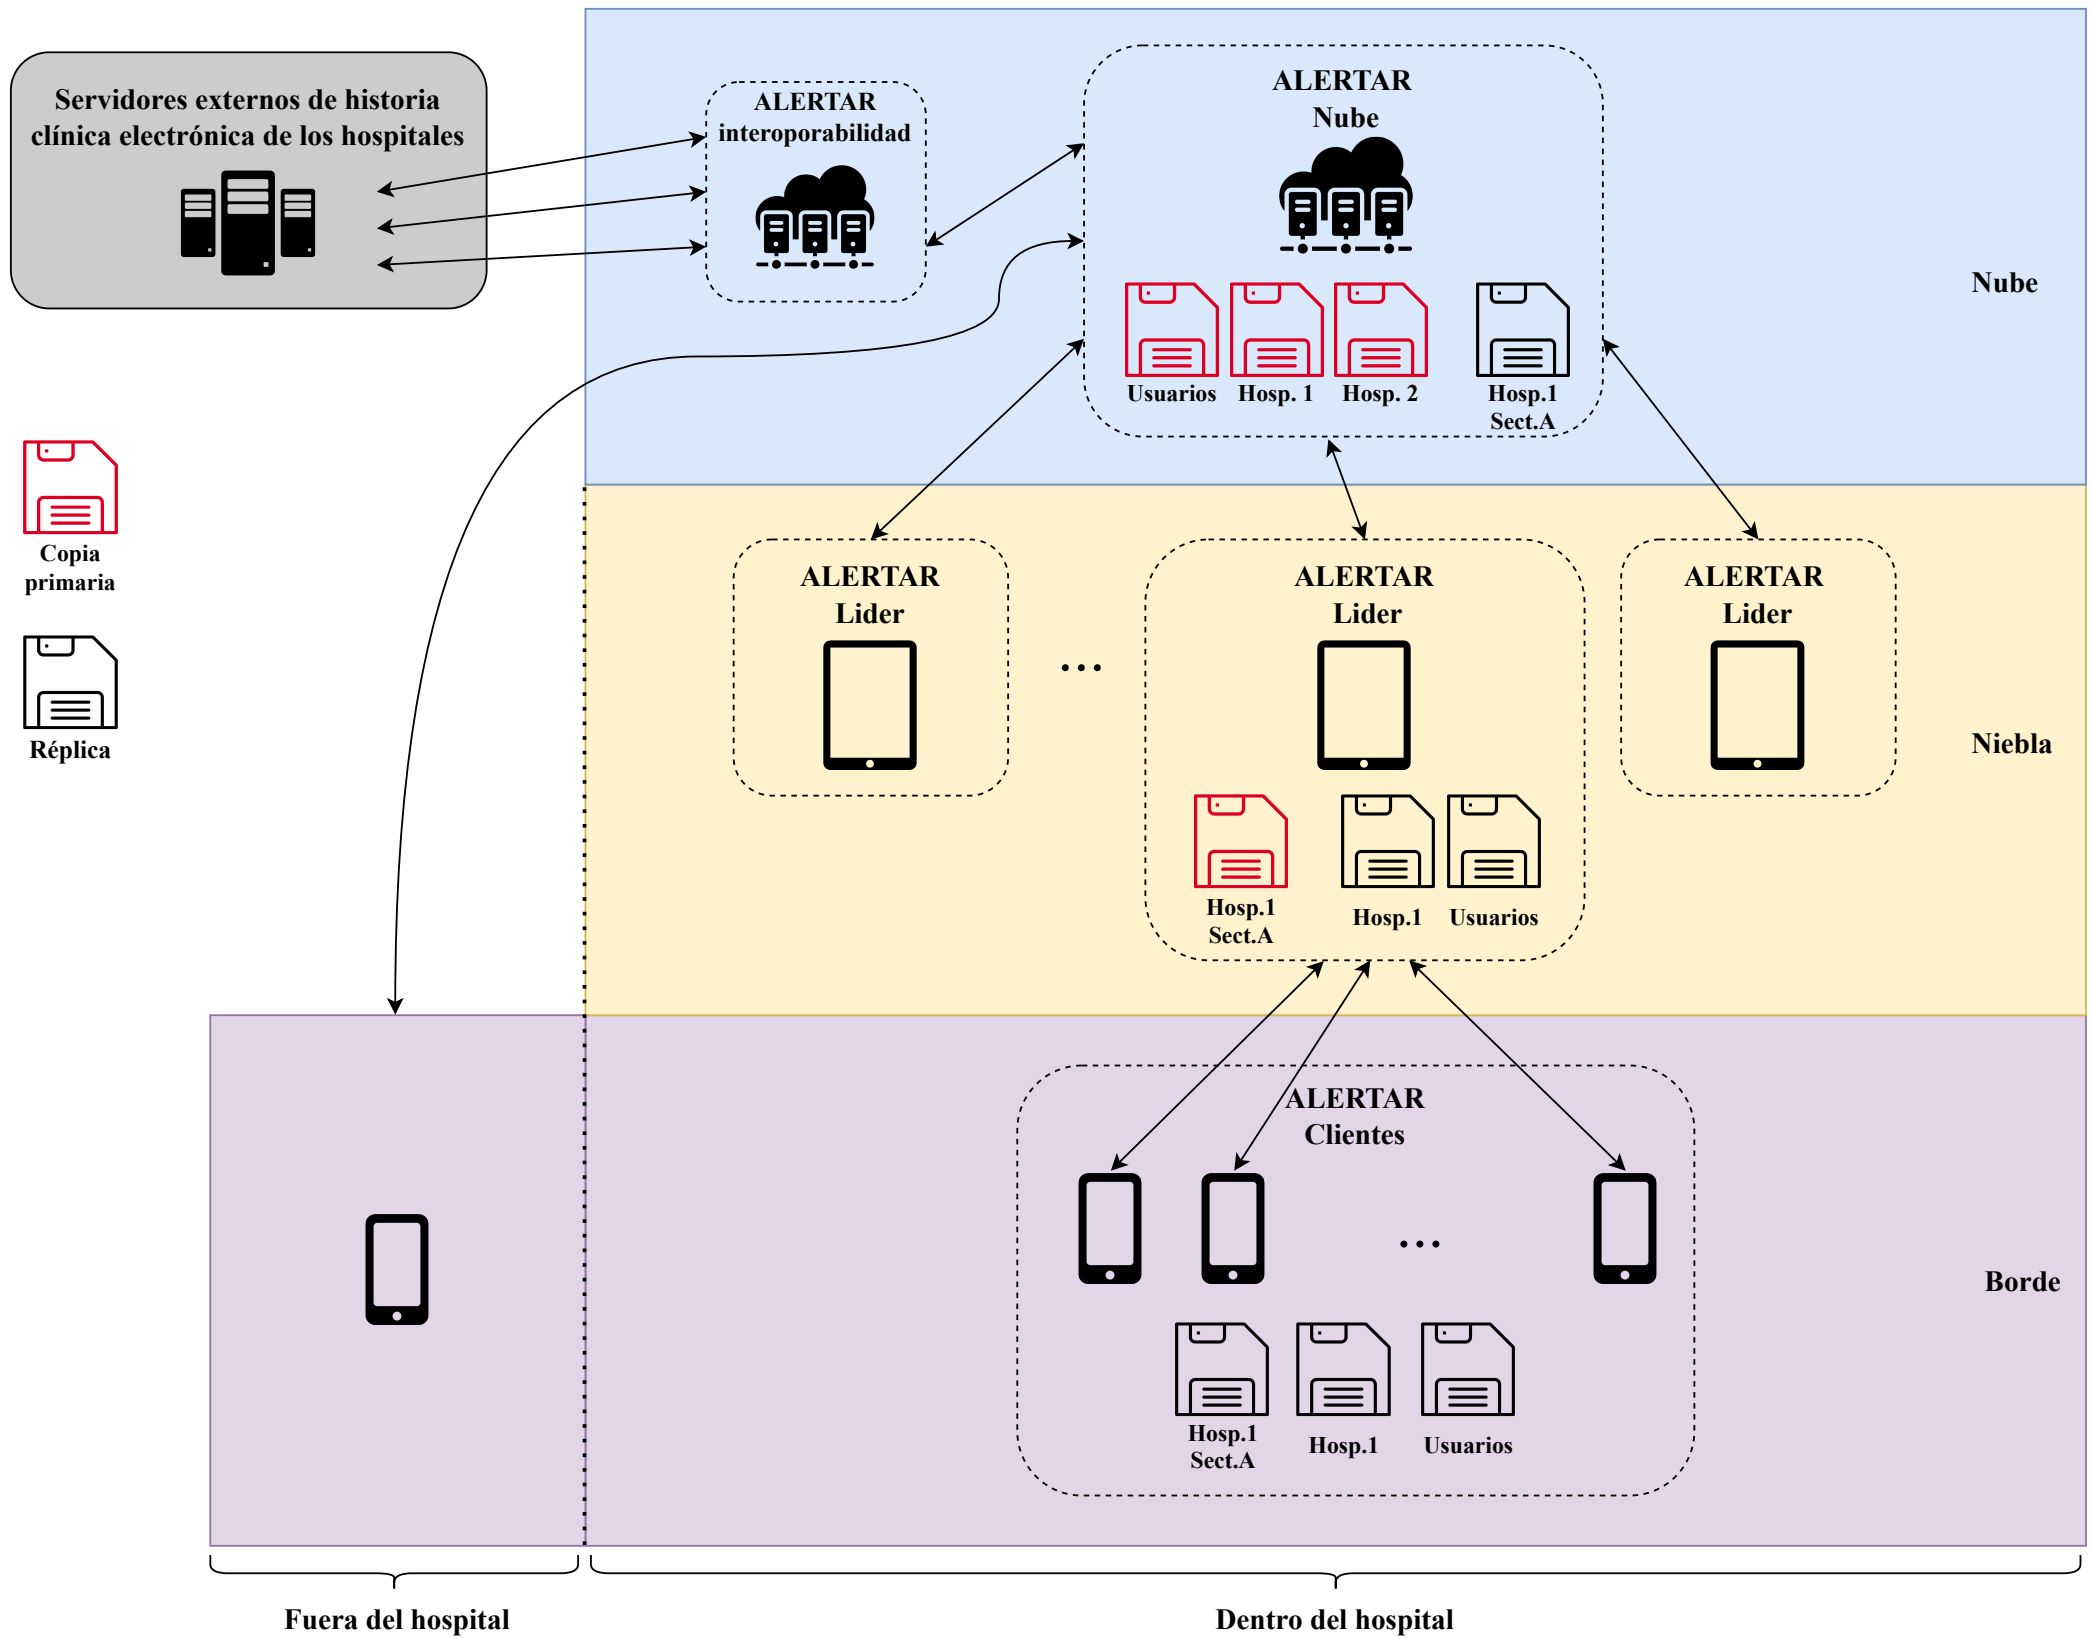 Servidores externos de historia
clínica electrónica de los hospitales
ALERTAR
interoporabilidad
ALERTAR
Nube
Usuarios
Hosp. 1
Hosp. 2
Hosp.1
Sect.A
Nube
Copia
primaria
Réplica
ALERTAR
Lider
...
ALERTAR
Lider
ALERTAR
Lider
Hosp.1
Sect.A
Hosp.1
Usuarios
Niebla
ALERTAR
Clientes
...
Hosp.1
Sect.A
Hosp.1
Usuarios
Borde
Fuera del hospital
Dentro del hospital